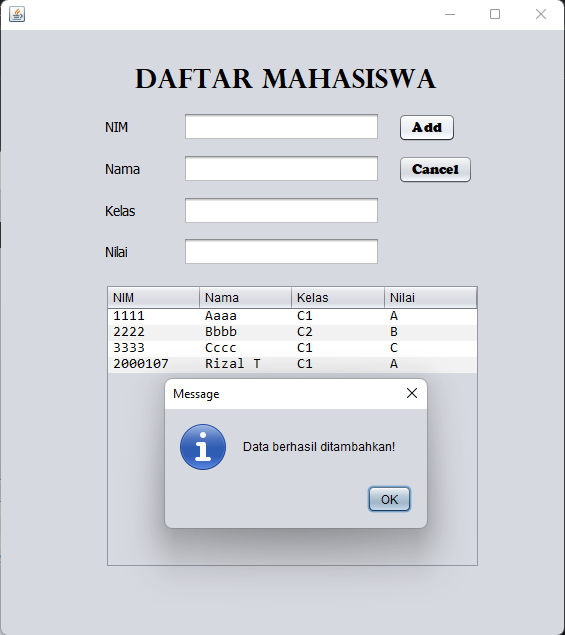 DAFTAR MAHASISWA
NIM
Add
Nama
Cancel
Kelas
Nilai
NIM Nama Kelas Nilai
1111 Aaaa C1 A
2222 Bbbb C2 B
3333 Cccc C1 C
2000107 Rizal T C1 A
Message
Data berhasil ditambahkan!
OK